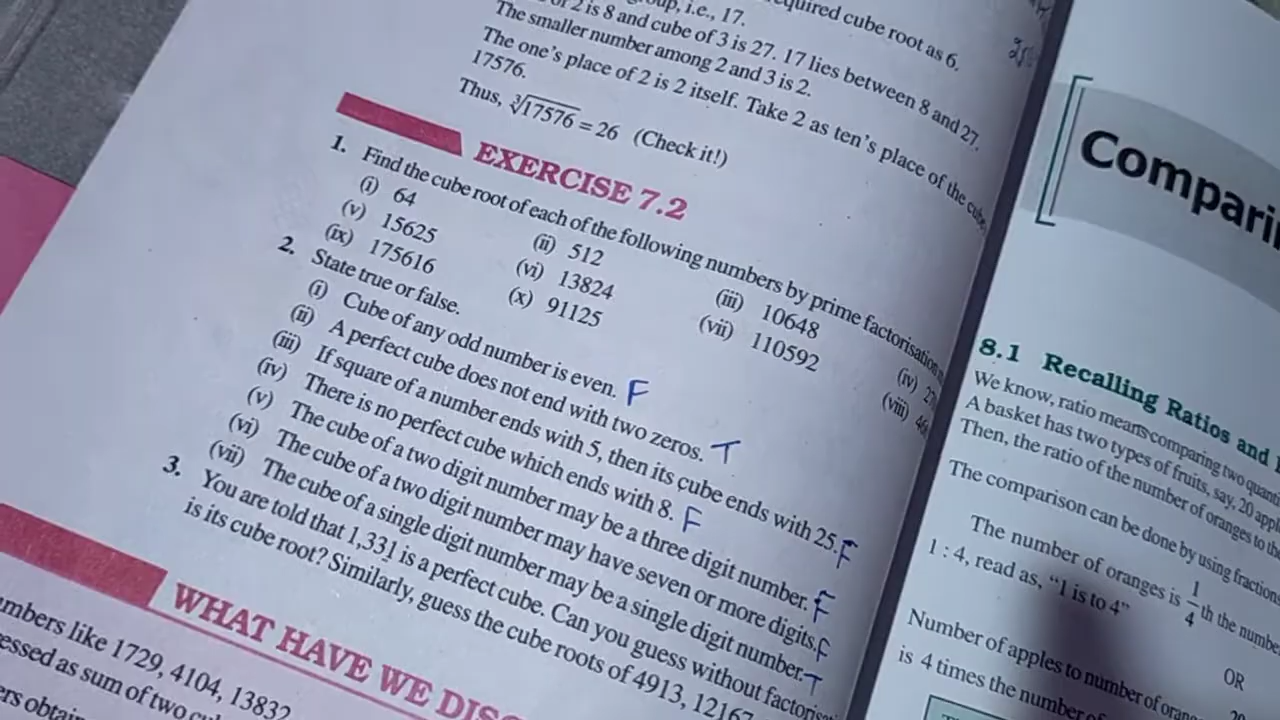 required cube root as 6.
group, i.e., 17.
of 2 is 8 and cube of 3 is 27. 17 lies between 8 and 27.
The smaller number among 2 and 3 is 2.
The one's place of 2 is 2 itself. Take 2 as ten's place of the cube
17576.
Thus, ∛17576 = 26 (Check it!)
EXERCISE 7.2
1. Find the cube root of each of the following numbers by prime factorisation
(i) 64 (ii) 512 (iii) 10648 (iv)
(v) 15625 (vi) 13824 (vii) 110592 (viii)
(ix) 175616 (x) 91125
2. State true or false.
(i) Cube of any odd number is even. F
(ii) A perfect cube does not end with two zeros. T
(iii) If square of a number ends with 5, then its cube ends with 25. F
(iv) There is no perfect cube which ends with 8. F
(v) The cube of a two digit number may be a three digit number. F
(vi) The cube of a two digit number may have seven or more digits. F
(vii) The cube of a single digit number may be a single digit number. T
3. You are told that 1,331 is a perfect cube. Can you guess without
is its cube root? Similarly, guess the cube roots of 4913, 12167
WHAT HAVE WE
numbers like 1729, 4104, 13832
essed as sum of two
Compari
8.1 Recalling Ratios and
We know, ratio means comparing two
A basket has two types of fruits, say, 20
Then, the ratio of the number of oranges to the
The comparison can be done by using fractions
The number of oranges is 1/4 th the
1 : 4, read as, "1 is to 4"
OR
Number of apples to number of
is 4 times the number of